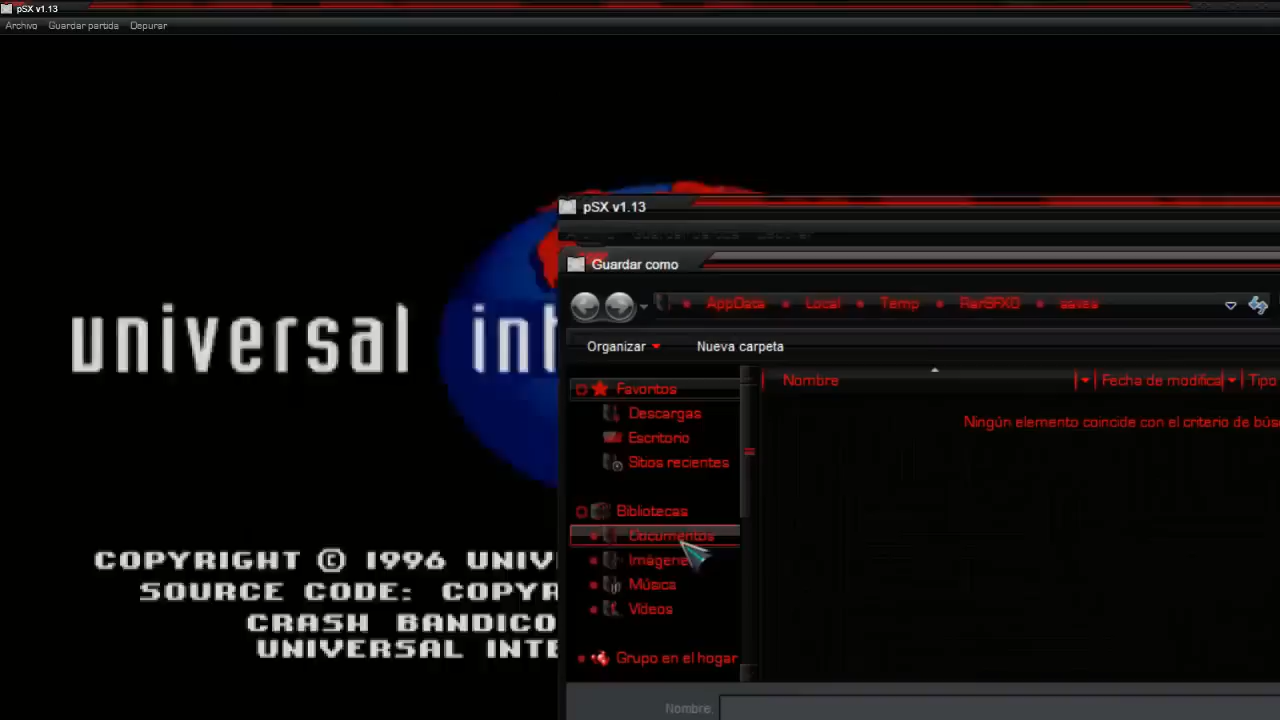 pSX v1.13
Archivo Guardar partida Depurar
universal in
COPYRIGHT © 1996 UNIV
SOURCE CODE: COPYR
CRASH BANDICO
UNIVERSAL INTE
pSX v1.13
Guardar como
AppData Local Temp RarSFX0 saves
Organizar Nueva carpeta
Nombre Fecha de modifica Tipo
Ningún elemento coincide con el criterio de bús
Favoritos
Descargas
Escritorio
Sitios recientes
Bibliotecas
Documentos
Imágene
Música
Vídeos
Grupo en el hogar
Nombre: